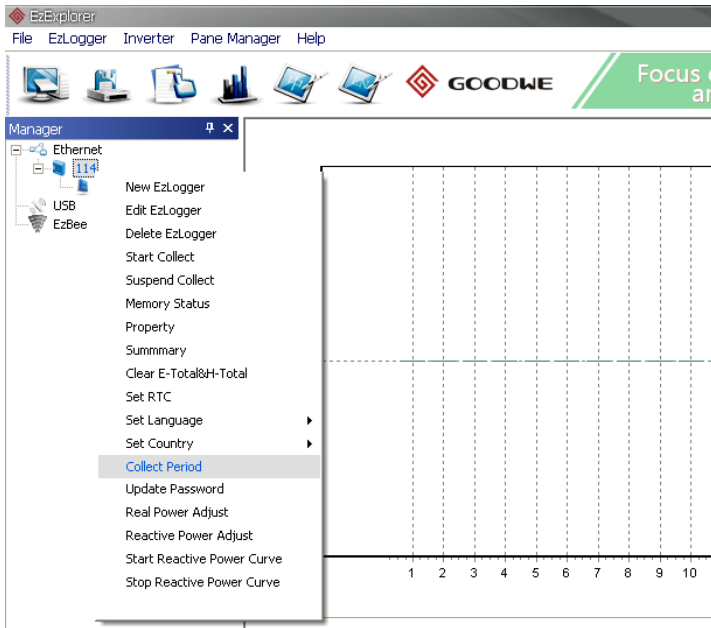 EzExplorer
File EzLogger Inverter Pane Manager Help
GOODWE
Focus
Manager
Ethernet
114
USB
EzBee
New EzLogger
Edit EzLogger
Delete EzLogger
Start Collect
Suspend Collect
Memory Status
Property
Summmary
Clear E-Total&H-Total
Set RTC
Set Language
Set Country
Collect Period
Update Password
Real Power Adjust
Reactive Power Adjust
Start Reactive Power Curve
Stop Reactive Power Curve
1 2 3 4 5 6 7 8 9 10